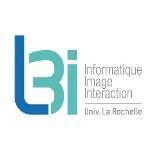 L3i
Informatique
Image
Interaction
Univ. La Rochelle